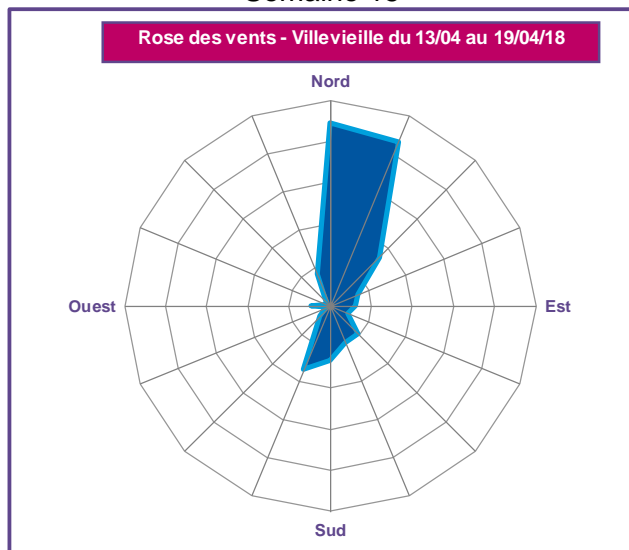 Rose des vents - Villevieille du 13/04 au 19/04/18
Nord
Ouest
Est
Sud